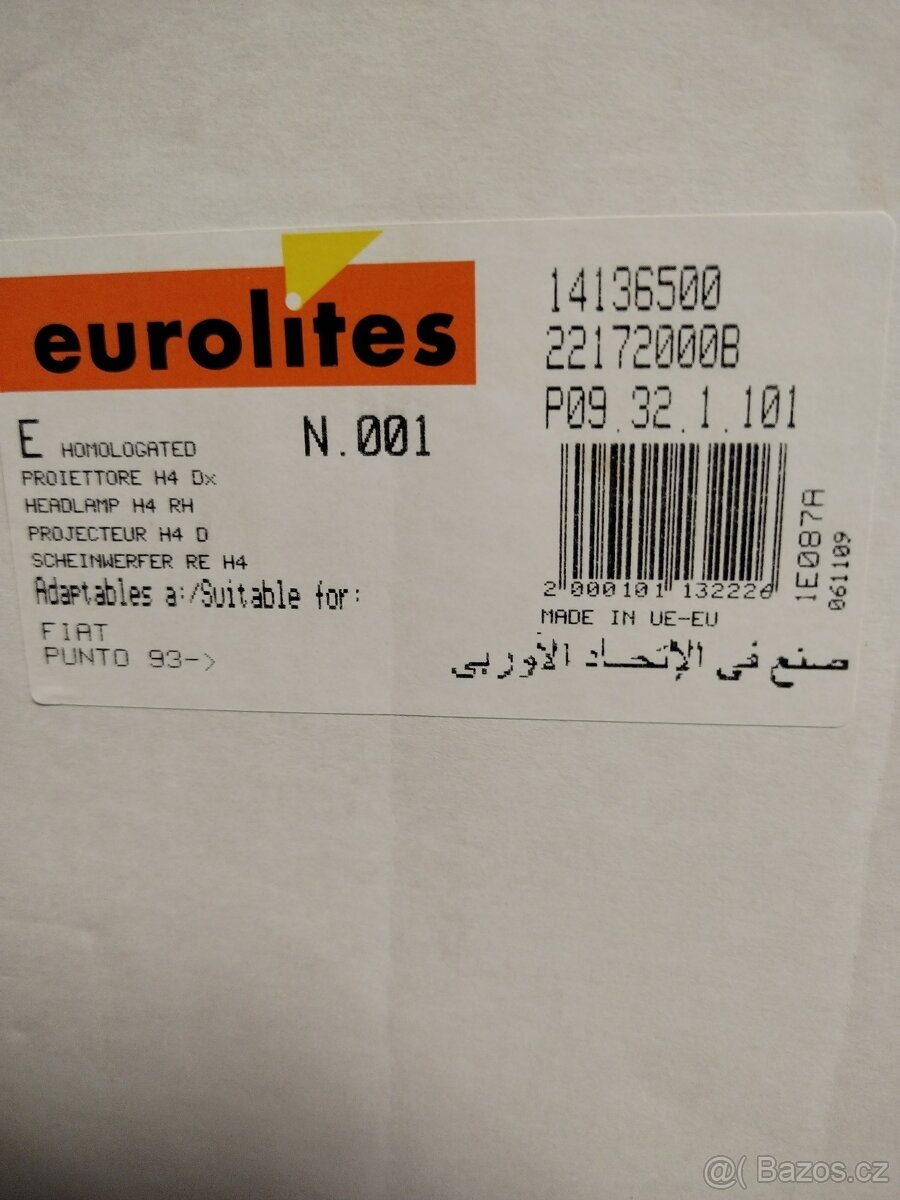 eurolites
E HOMOLOGATED N.001
PROIETTORE H4 Dx
HEADLAMP H4 RH
PROJECTEUR H4 D
SCHEINWERFER RE H4
Adaptables a:/Suitable for:
FIAT
PUNTO 93->
14136500
22172000B
P09.32.1.101
2 000101 132226
1E087A
061109
MADE IN UE-EU
صنع في الإتحاد الأوربي
@( Bazos.cz